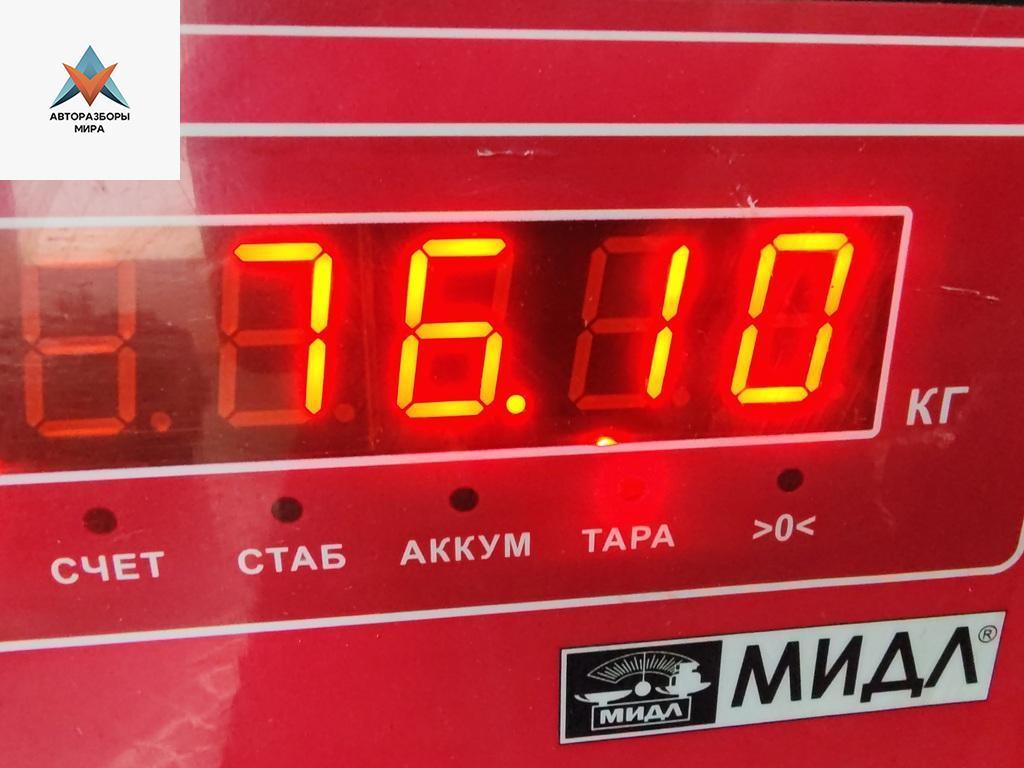 АВТОРАЗБОРЫ
МИРА
76.10
КГ
СЧЕТ СТАБ АККУМ ТАРА >0<
МИДЛ МИДЛ®